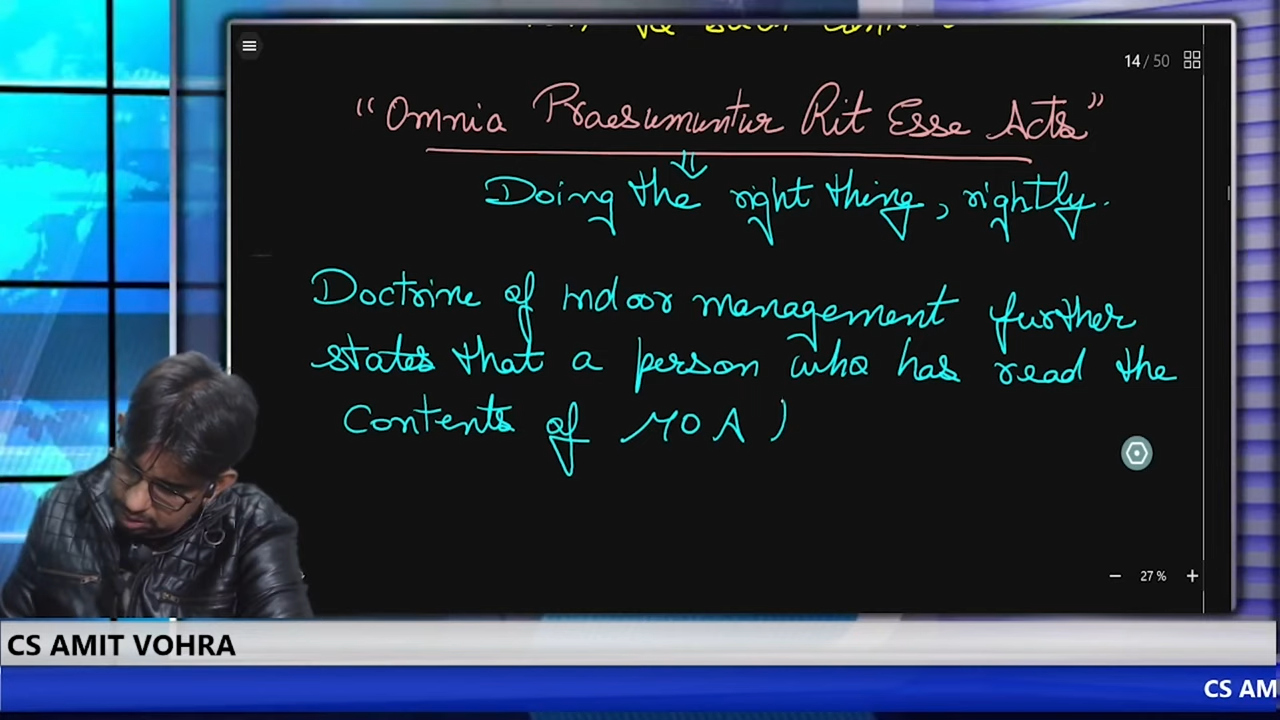 14 / 50
"Omnia Praesumuntur Rit Esse Acts"
Doing the right thing, rightly.
Doctrine of indoor management further
states that a person who has read the
Contents of MOA )
27 %
CS AMIT VOHRA
CS AM